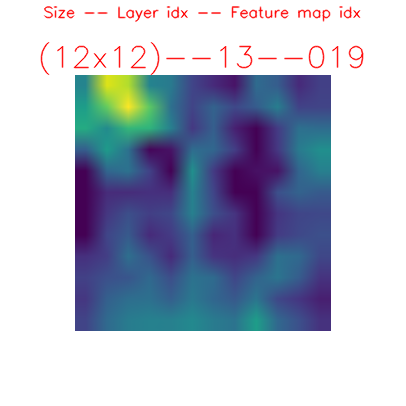 Size -- Layer idx -- Feature map idx
(12x12)--13--019